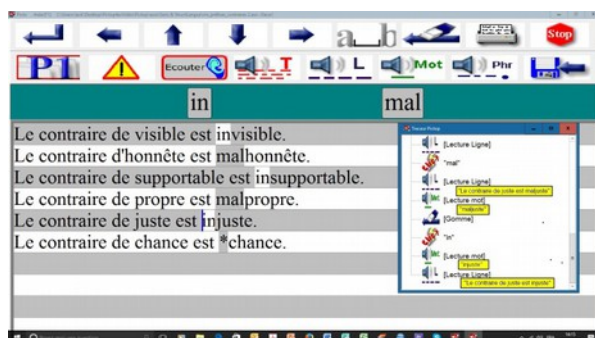 a_b
Stop
P1
Ecouter
T
L
Mot
Phr
in mal
Le contraire de visible est invisible.
Le contraire d'honnête est malhonnête.
Le contraire de supportable est insupportable.
Le contraire de propre est malpropre.
Le contraire de juste est injuste.
Le contraire de chance est *chance.
[Lecture Ligne]
"mal"
[Lecture Ligne]
"Le contraire de juste est maljuste"
[Lecture mot]
"maljuste"
[Gomme]
"in"
[Lecture mot]
"injuste"
[Lecture Ligne]
"Le contraire de juste est injuste"